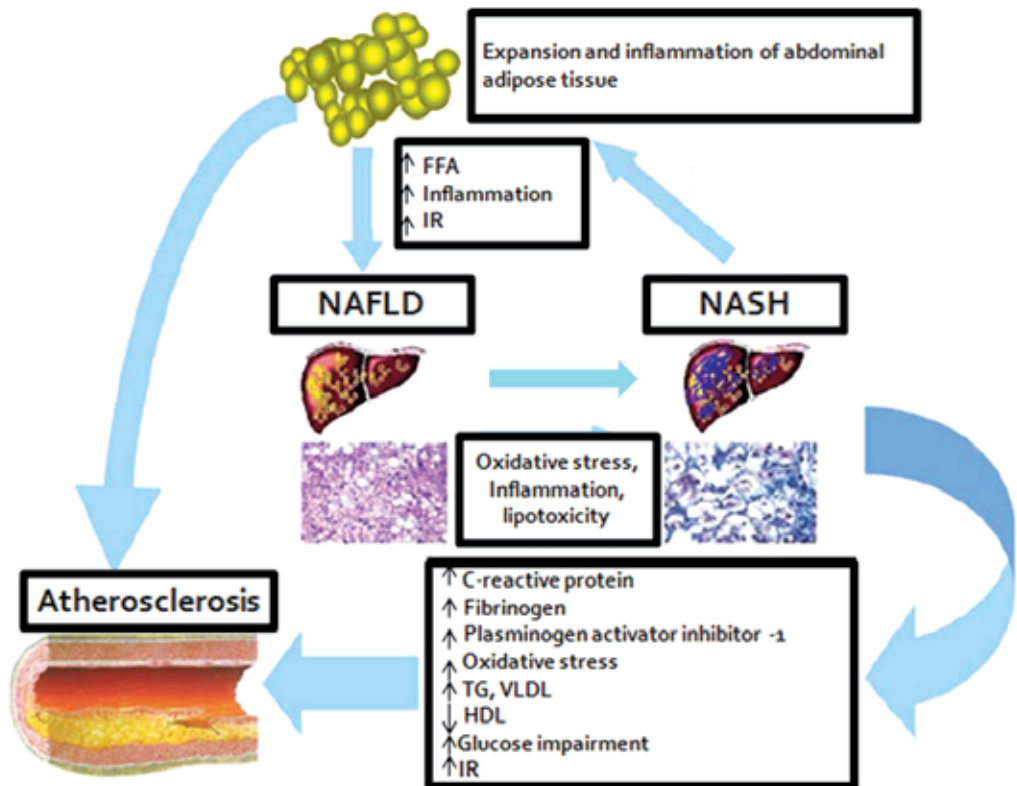 Expansion and inflammation of abdominal
adipose tissue
↑ FFA
↑ Inflammation
↑ IR
NAFLD
NASH
Oxidative stress,
Inflammation,
lipotoxicity
Atherosclerosis
↑ C-reactive protein
↑ Fibrinogen
↑ Plasminogen activator inhibitor -1
↑ Oxidative stress
↑ TG, VLDL
↓ HDL
↑ Glucose impairment
↑ IR